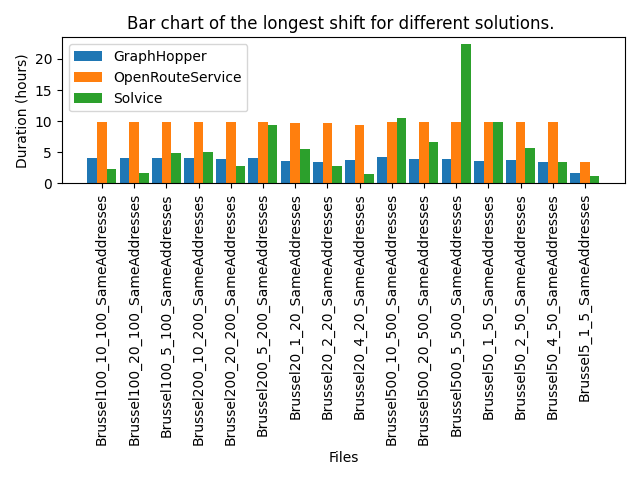 Bar chart of the longest shift for different solutions.
Duration (hours)
20
15
10
5
0
GraphHopper
OpenRouteService
Solvice
Brussel100_10_100_SameAddresses
Brussel100_20_100_SameAddresses
Brussel100_5_100_SameAddresses
Brussel200_10_200_SameAddresses
Brussel200_20_200_SameAddresses
Brussel200_5_200_SameAddresses
Brussel20_1_20_SameAddresses
Brussel20_2_20_SameAddresses
Brussel20_4_20_SameAddresses
Brussel500_10_500_SameAddresses
Brussel500_20_500_SameAddresses
Brussel500_5_500_SameAddresses
Brussel50_1_50_SameAddresses
Brussel50_2_50_SameAddresses
Brussel50_4_50_SameAddresses
Brussel5_1_5_SameAddresses
Files